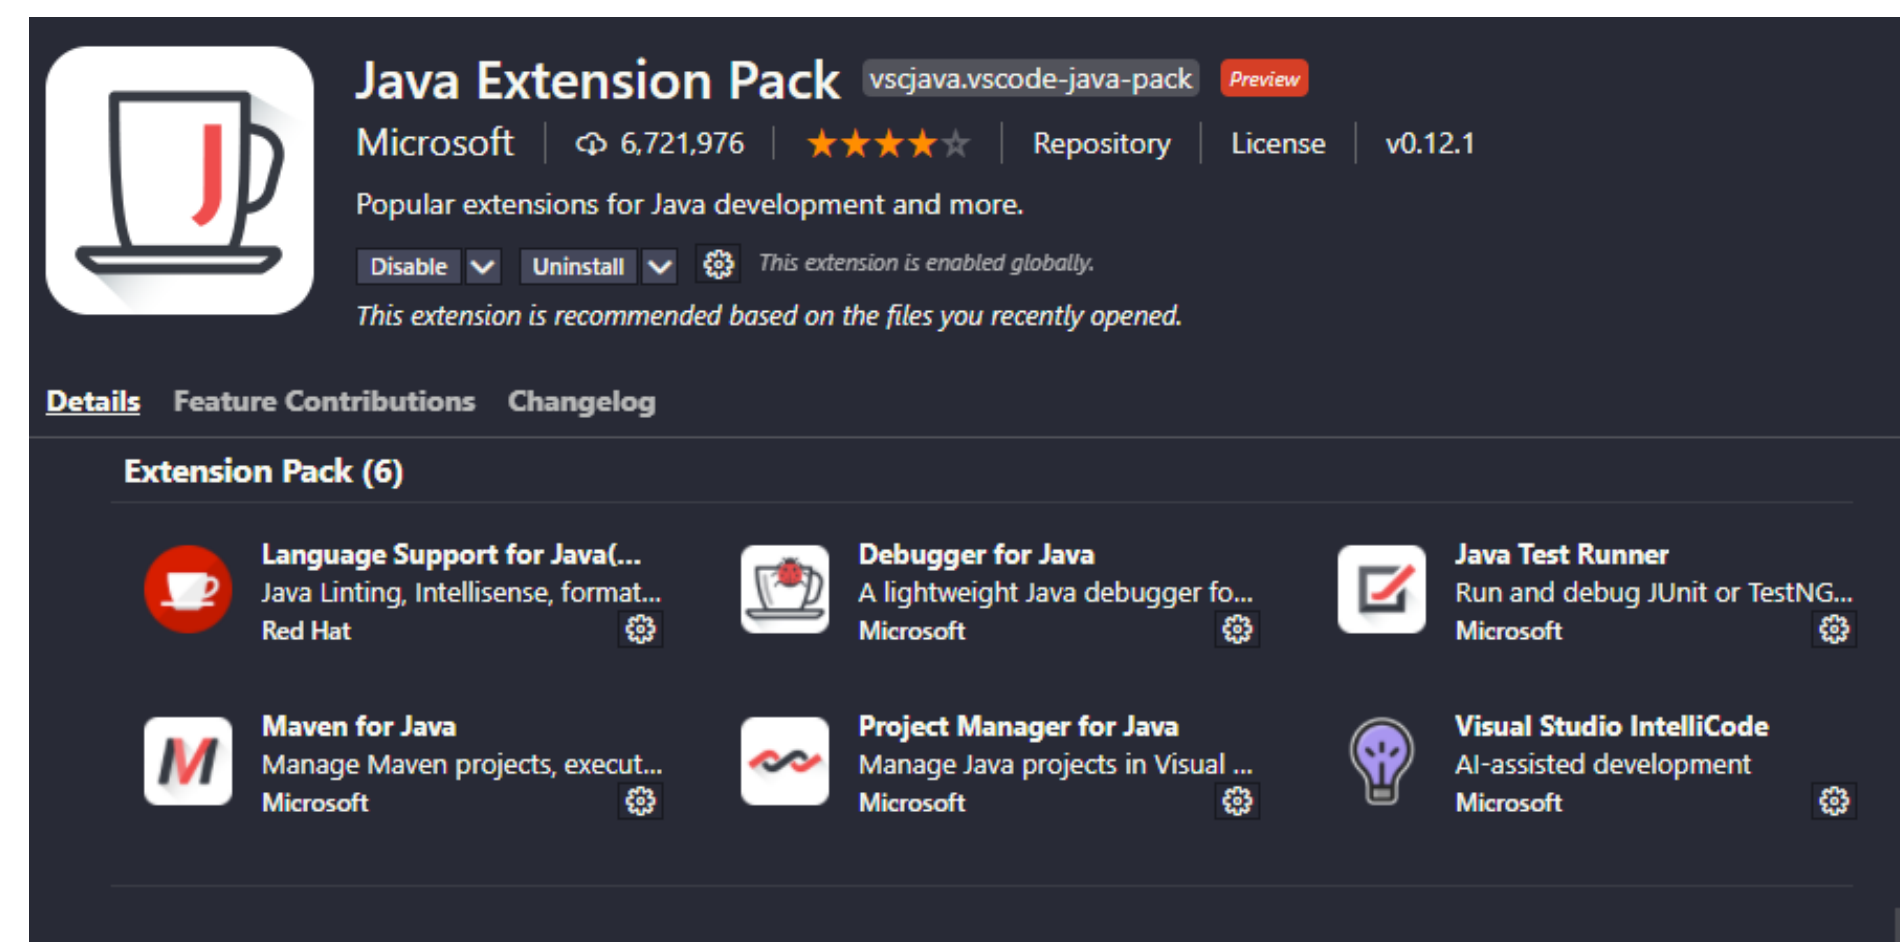 Java Extension Pack vscjava.vscode-java-pack Preview
Microsoft 6,721,976 Repository License v0.12.1
Popular extensions for Java development and more.
Disable Uninstall This extension is enabled globally.
This extension is recommended based on the files you recently opened.
Details Feature Contributions Changelog
Extension Pack (6)
Language Support for Java(...
Java Linting, Intellisense, format...
Red Hat
Debugger for Java
A lightweight Java debugger fo...
Microsoft
Java Test Runner
Run and debug JUnit or TestNG...
Microsoft
Maven for Java
Manage Maven projects, execut...
Microsoft
Project Manager for Java
Manage Java projects in Visual ...
Microsoft
Visual Studio IntelliCode
AI-assisted development
Microsoft